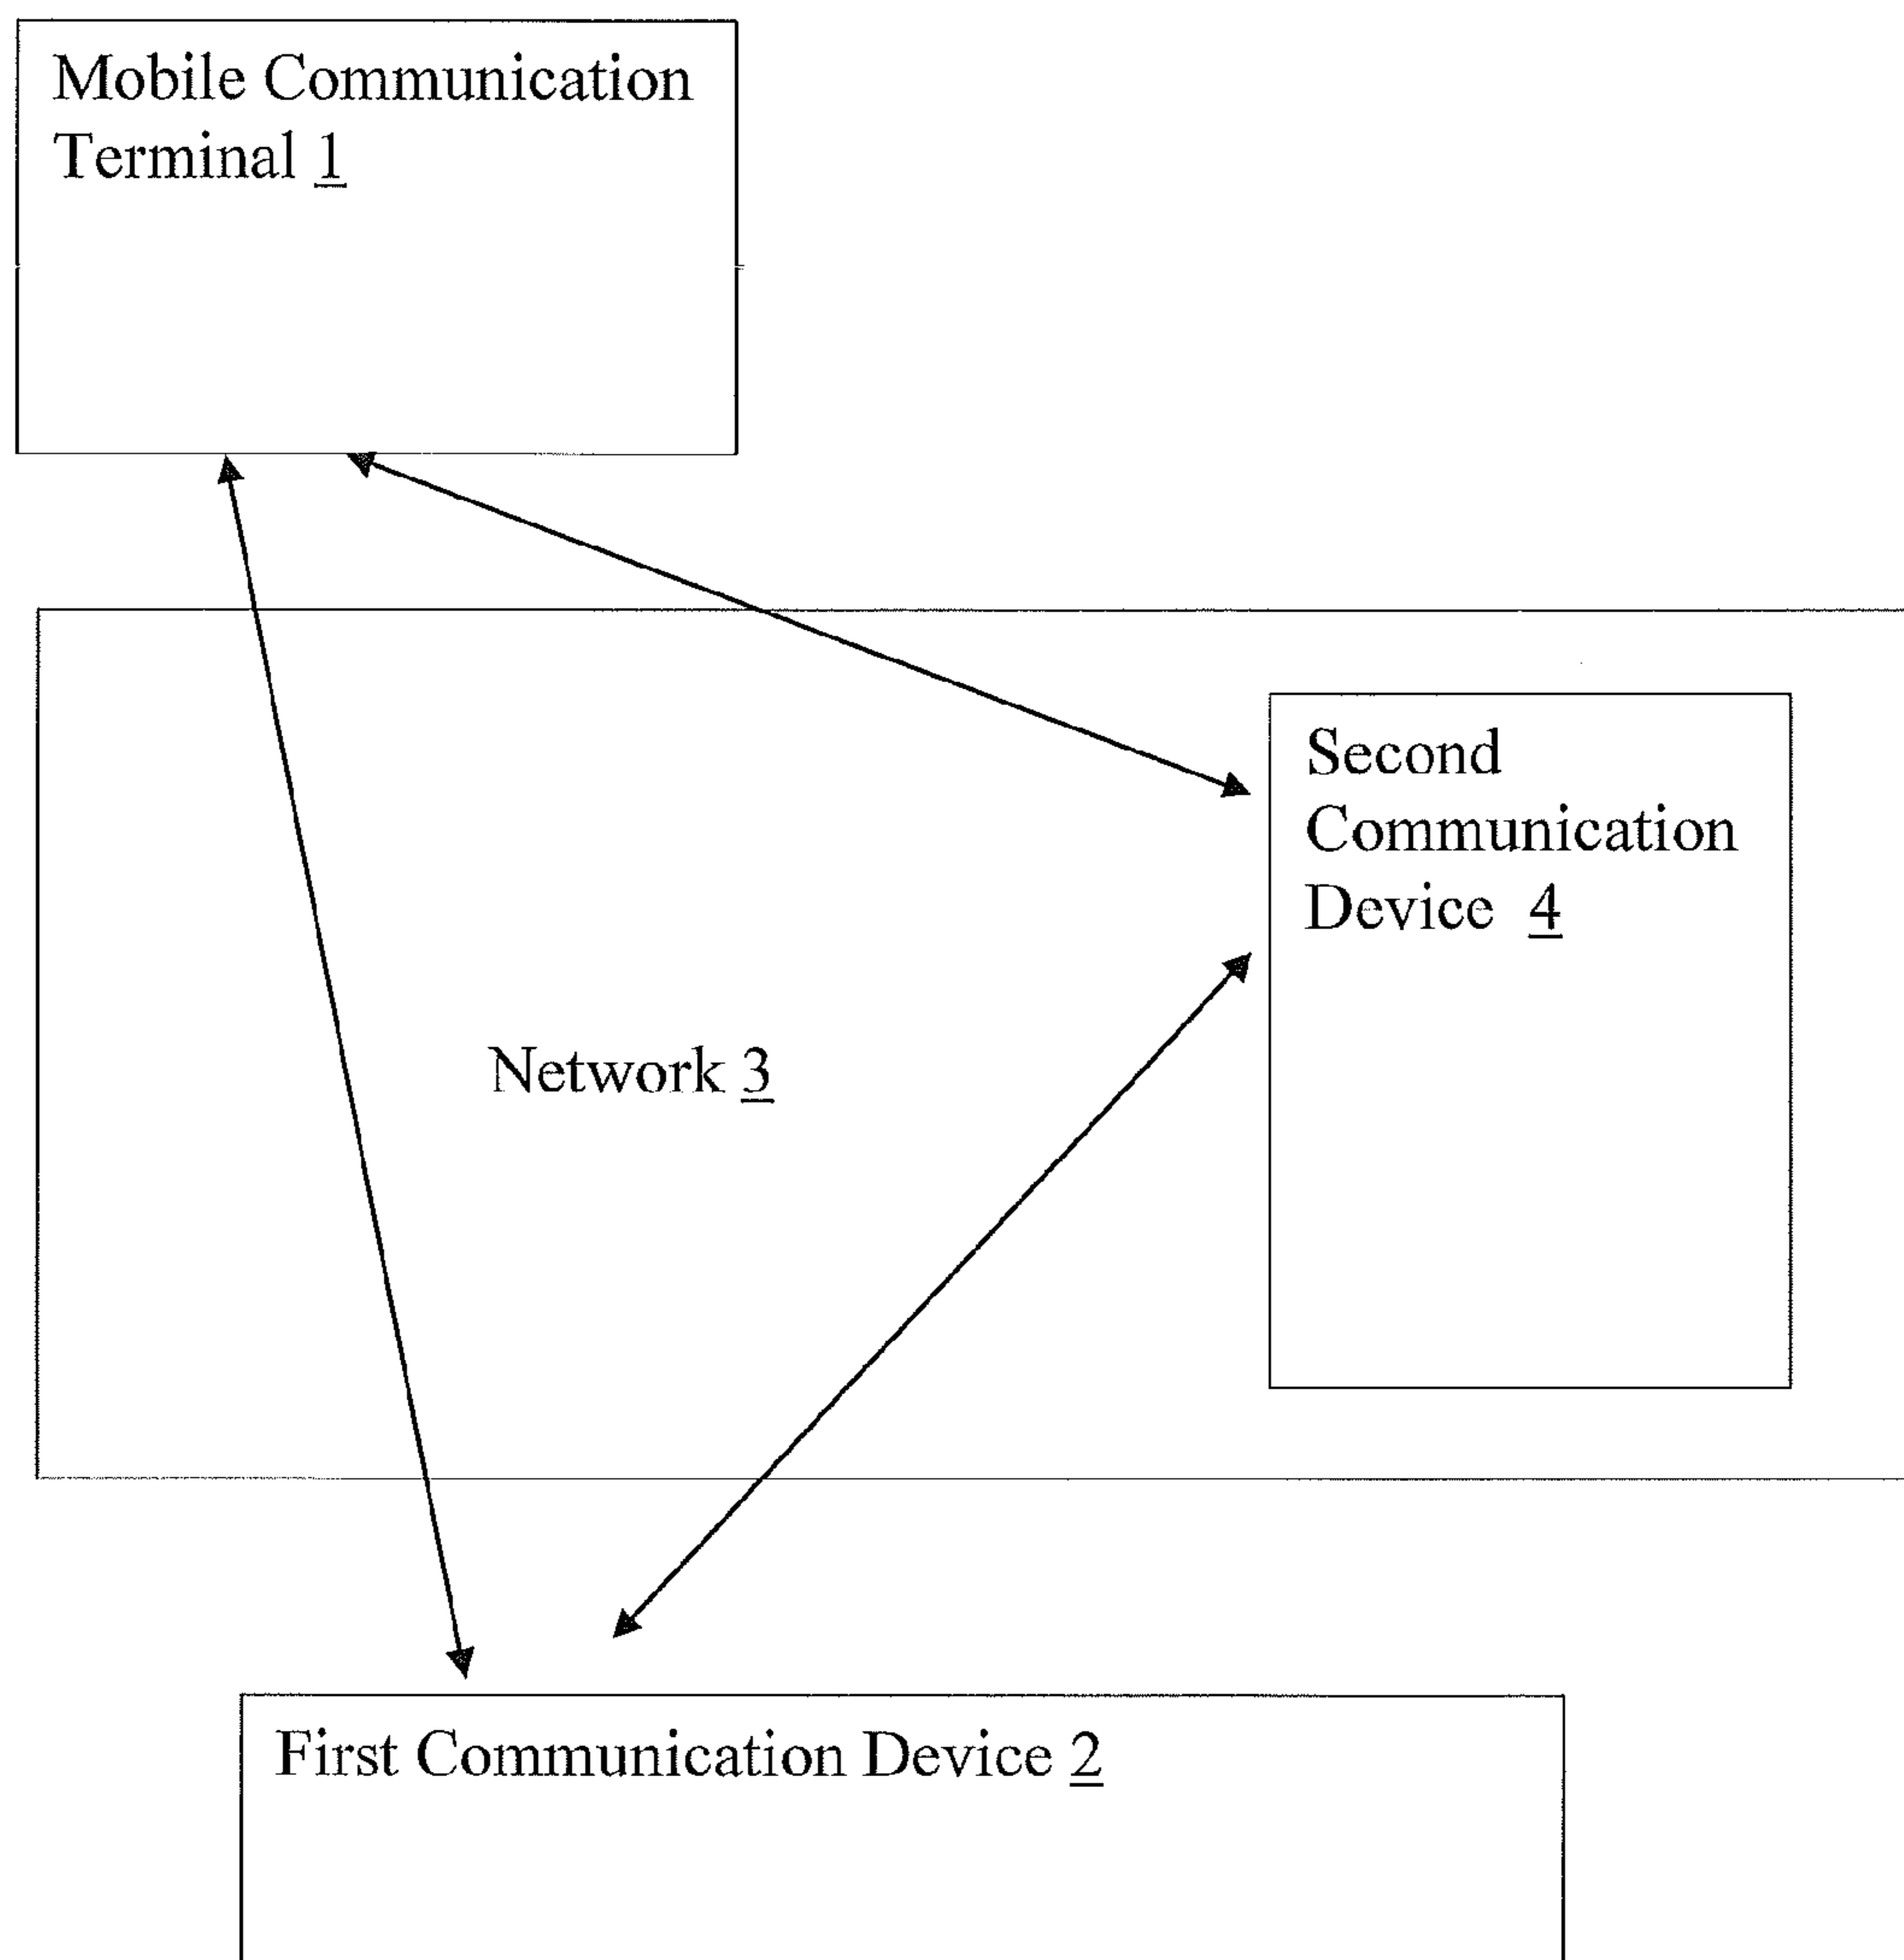 Mobile Communication
Terminal 1
Second
Communication
Device 4
Network 3
First Communication Device 2